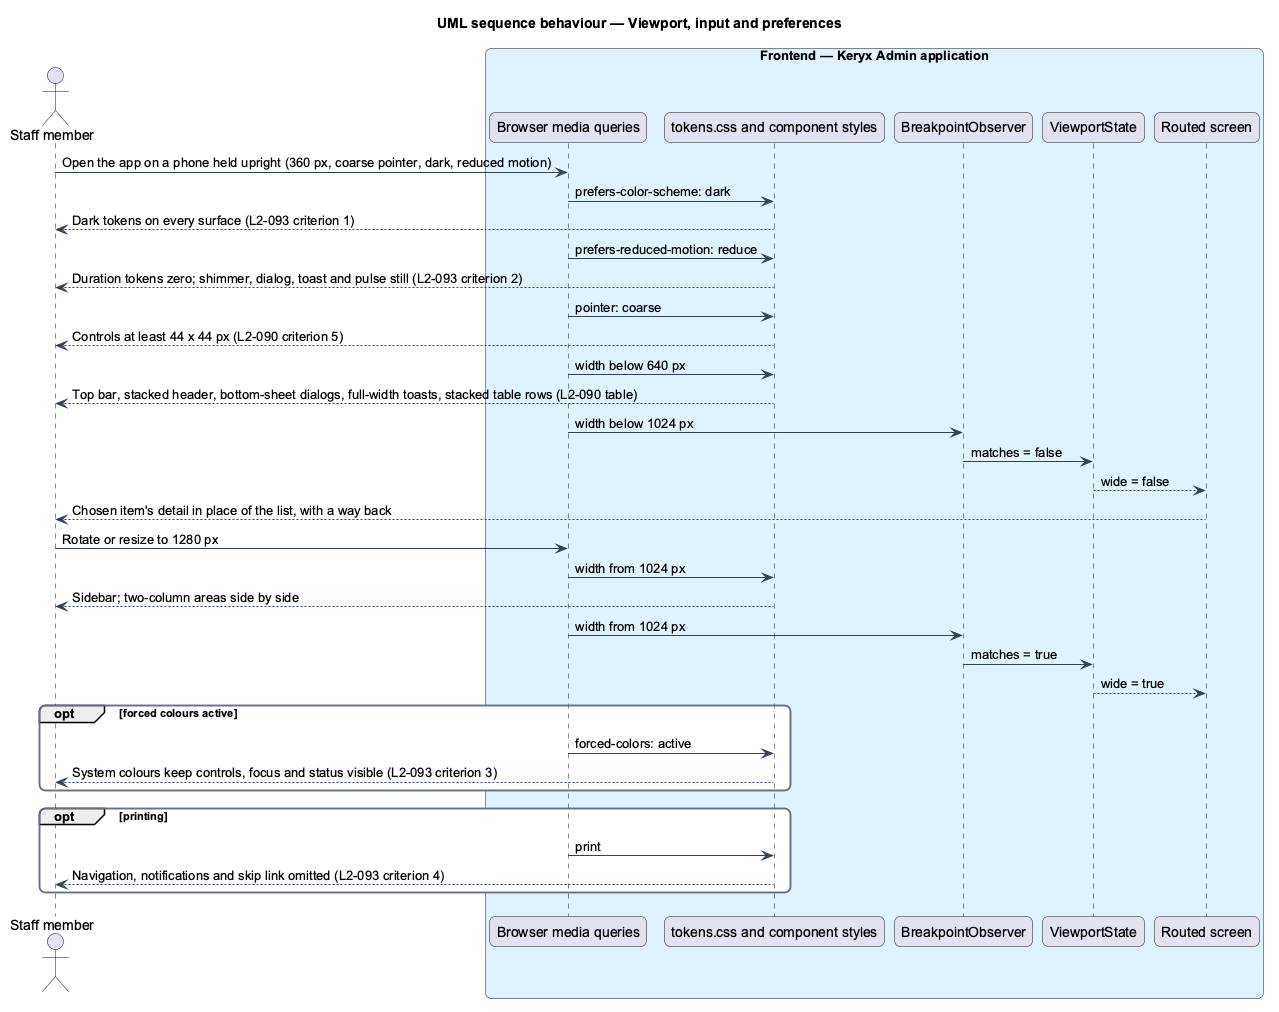 UML sequence behaviour — Viewport, input and preferences
Frontend — Keryx Admin application
Staff member
Browser media queries
tokens.css and component styles
BreakpointObserver
ViewportState
Routed screen
Open the app on a phone held upright (360 px, coarse pointer, dark, reduced motion)
prefers-color-scheme: dark
Dark tokens on every surface (L2-093 criterion 1)
prefers-reduced-motion: reduce
Duration tokens zero; shimmer, dialog, toast and pulse still (L2-093 criterion 2)
pointer: coarse
Controls at least 44 x 44 px (L2-090 criterion 5)
width below 640 px
Top bar, stacked header, bottom-sheet dialogs, full-width toasts, stacked table rows (L2-090 table)
width below 1024 px
matches = false
wide = false
Chosen item's detail in place of the list, with a way back
Rotate or resize to 1280 px
width from 1024 px
Sidebar; two-column areas side by side
width from 1024 px
matches = true
wide = true
opt [forced colours active]
forced-colors: active
System colours keep controls, focus and status visible (L2-093 criterion 3)
opt [printing]
print
Navigation, notifications and skip link omitted (L2-093 criterion 4)
Staff member
Browser media queries
tokens.css and component styles
BreakpointObserver
ViewportState
Routed screen